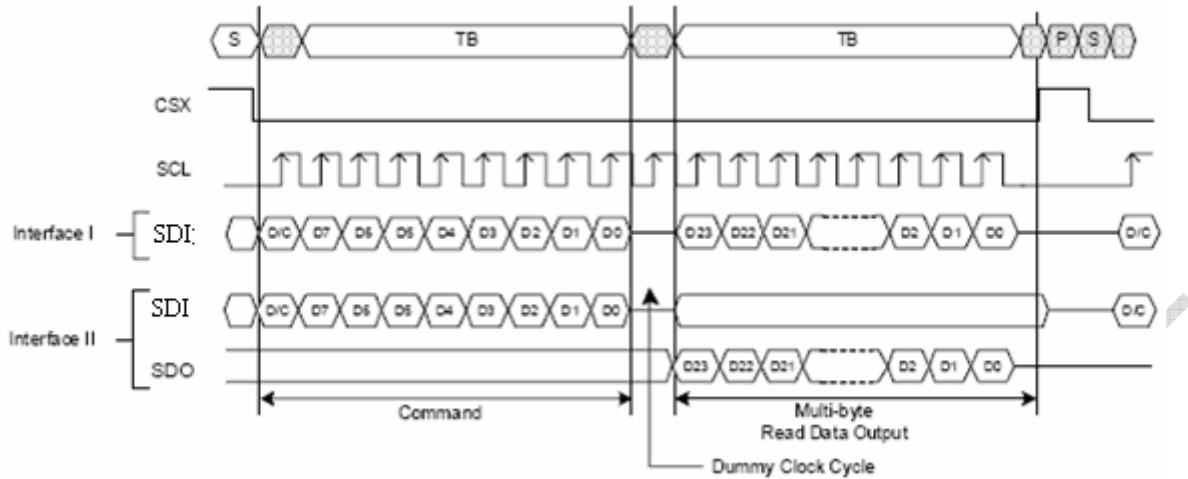 S TB TB P S
CSX
SCL
Interface I SDI: D/C D7 D6 D5 D4 D3 D2 D1 D0 D23 D22 D21 D2 D1 D0 D/C
SDI D/C D7 D6 D5 D4 D3 D2 D1 D0 D/C
Interface II
SDO D23 D22 D21 D2 D1 D0
Command
Multi-byte
Read Data Output
Dummy Clock Cycle